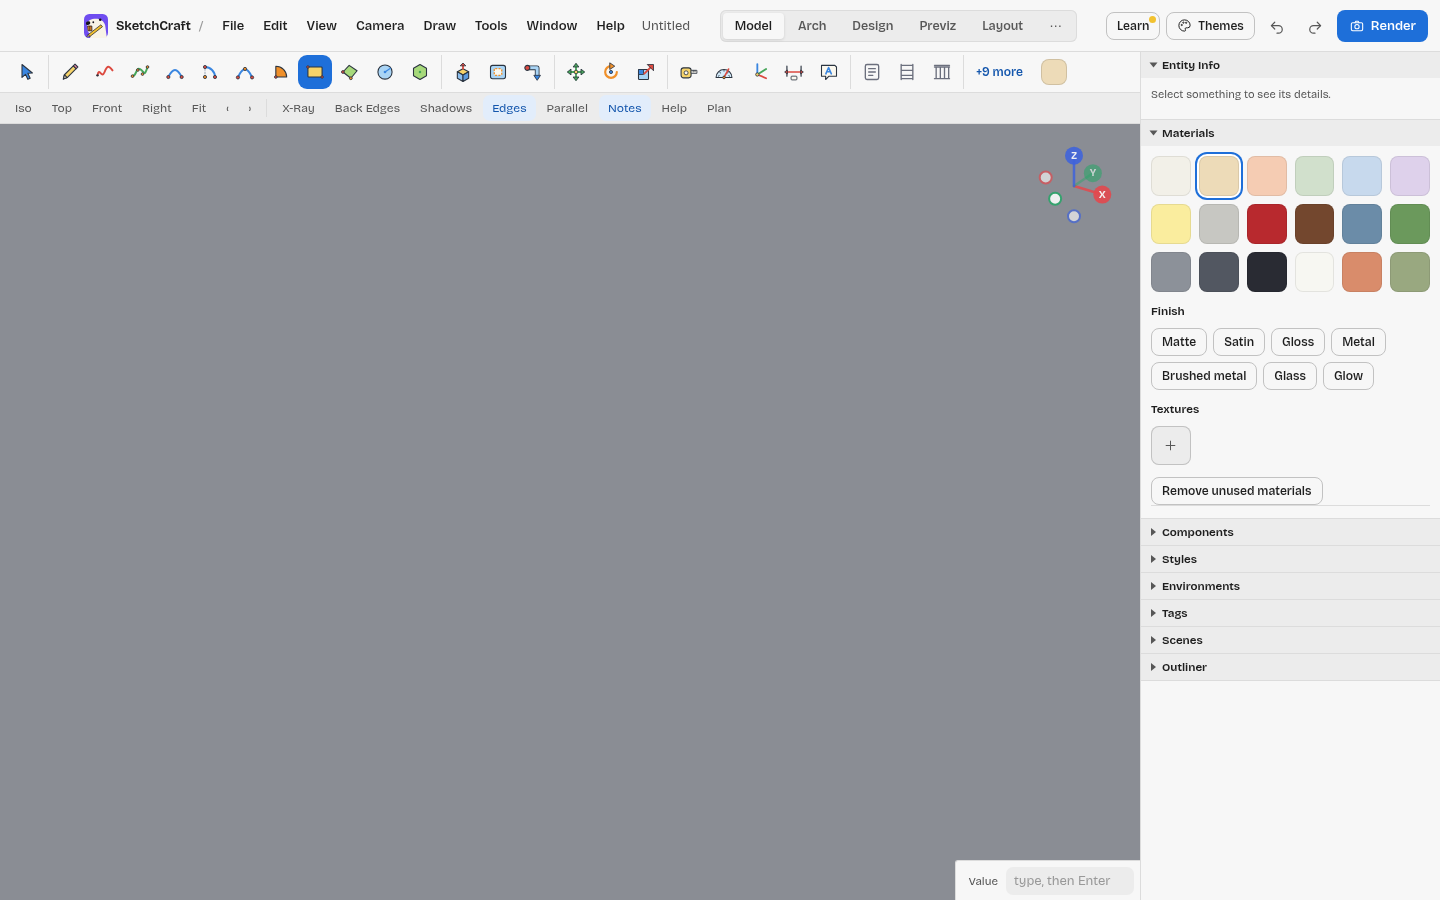 SketchCraft / File Edit View Camera Draw Tools Window Help Untitled Model Arch Design Previz Layout ··· Learn Themes Render
+9 more
Iso Top Front Right Fit ‹ › X-Ray Back Edges Shadows Edges Parallel Notes Help Plan
Z
Y
X
Value type, then Enter
Entity Info
Select something to see its details.
Materials
Finish
Matte Satin Gloss Metal
Brushed metal Glass Glow
Textures
+
Remove unused materials
Components
Styles
Environments
Tags
Scenes
Outliner